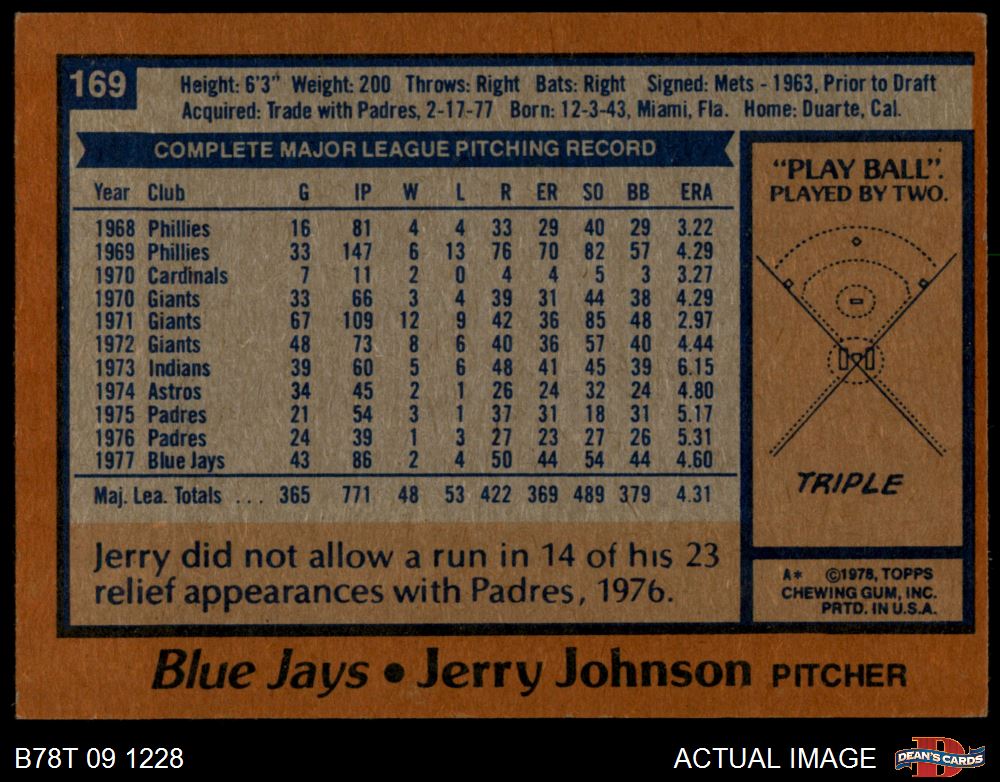 169
Height: 6'3" Weight: 200 Throws: Right Bats: Right Signed: Mets - 1963, Prior to Draft
Acquired: Trade with Padres, 2-17-77 Born: 12-3-43, Miami, Fla. Home: Duarte, Cal.
COMPLETE MAJOR LEAGUE PITCHING RECORD
Year Club G IP W L R ER SO BB ERA
1968 Phillies 16 81 4 4 33 29 40 29 3.22
1969 Phillies 33 147 6 13 76 70 82 57 4.29
1970 Cardinals 7 11 2 0 4 4 5 3 3.27
1970 Giants 33 66 3 4 39 31 44 38 4.29
1971 Giants 67 109 12 9 42 36 85 48 2.97
1972 Giants 48 73 8 6 40 36 57 40 4.44
1973 Indians 39 60 5 6 48 41 45 39 6.15
1974 Astros 34 45 2 1 26 24 32 24 4.80
1975 Padres 21 54 3 1 37 31 18 31 5.17
1976 Padres 24 39 1 3 27 23 27 26 5.31
1977 Blue Jays 43 86 2 4 50 44 54 44 4.60
Maj. Lea. Totals ... 365 771 48 53 422 369 489 379 4.31
Jerry did not allow a run in 14 of his 23
relief appearances with Padres, 1976.
"PLAY BALL".
PLAYED BY TWO.
TRIPLE
A* ©1978, TOPPS
CHEWING GUM, INC.
PRTD. IN U.S.A.
Blue Jays • Jerry Johnson PITCHER
B78T 09 1228
ACTUAL IMAGE
D
DEAN'S CARDS